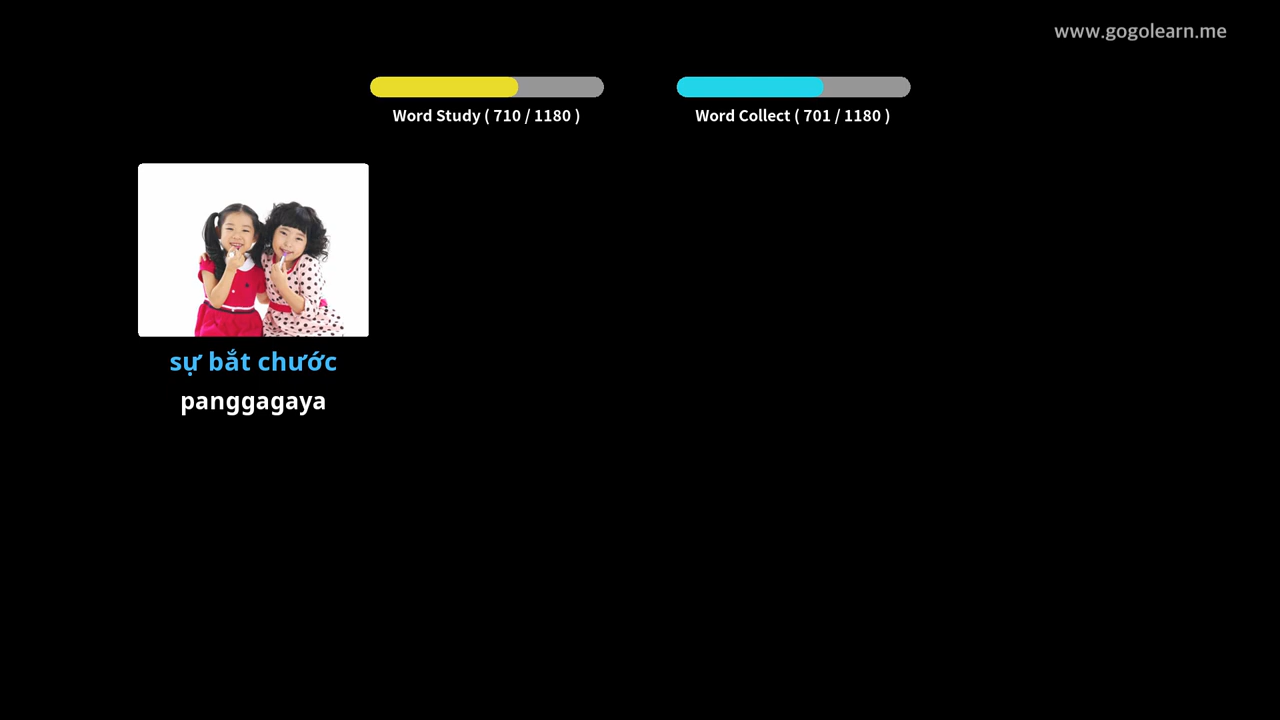 www.gogolearn.me
Word Study ( 710 / 1180 )
Word Collect ( 701 / 1180 )
sự bắt chước
panggagaya